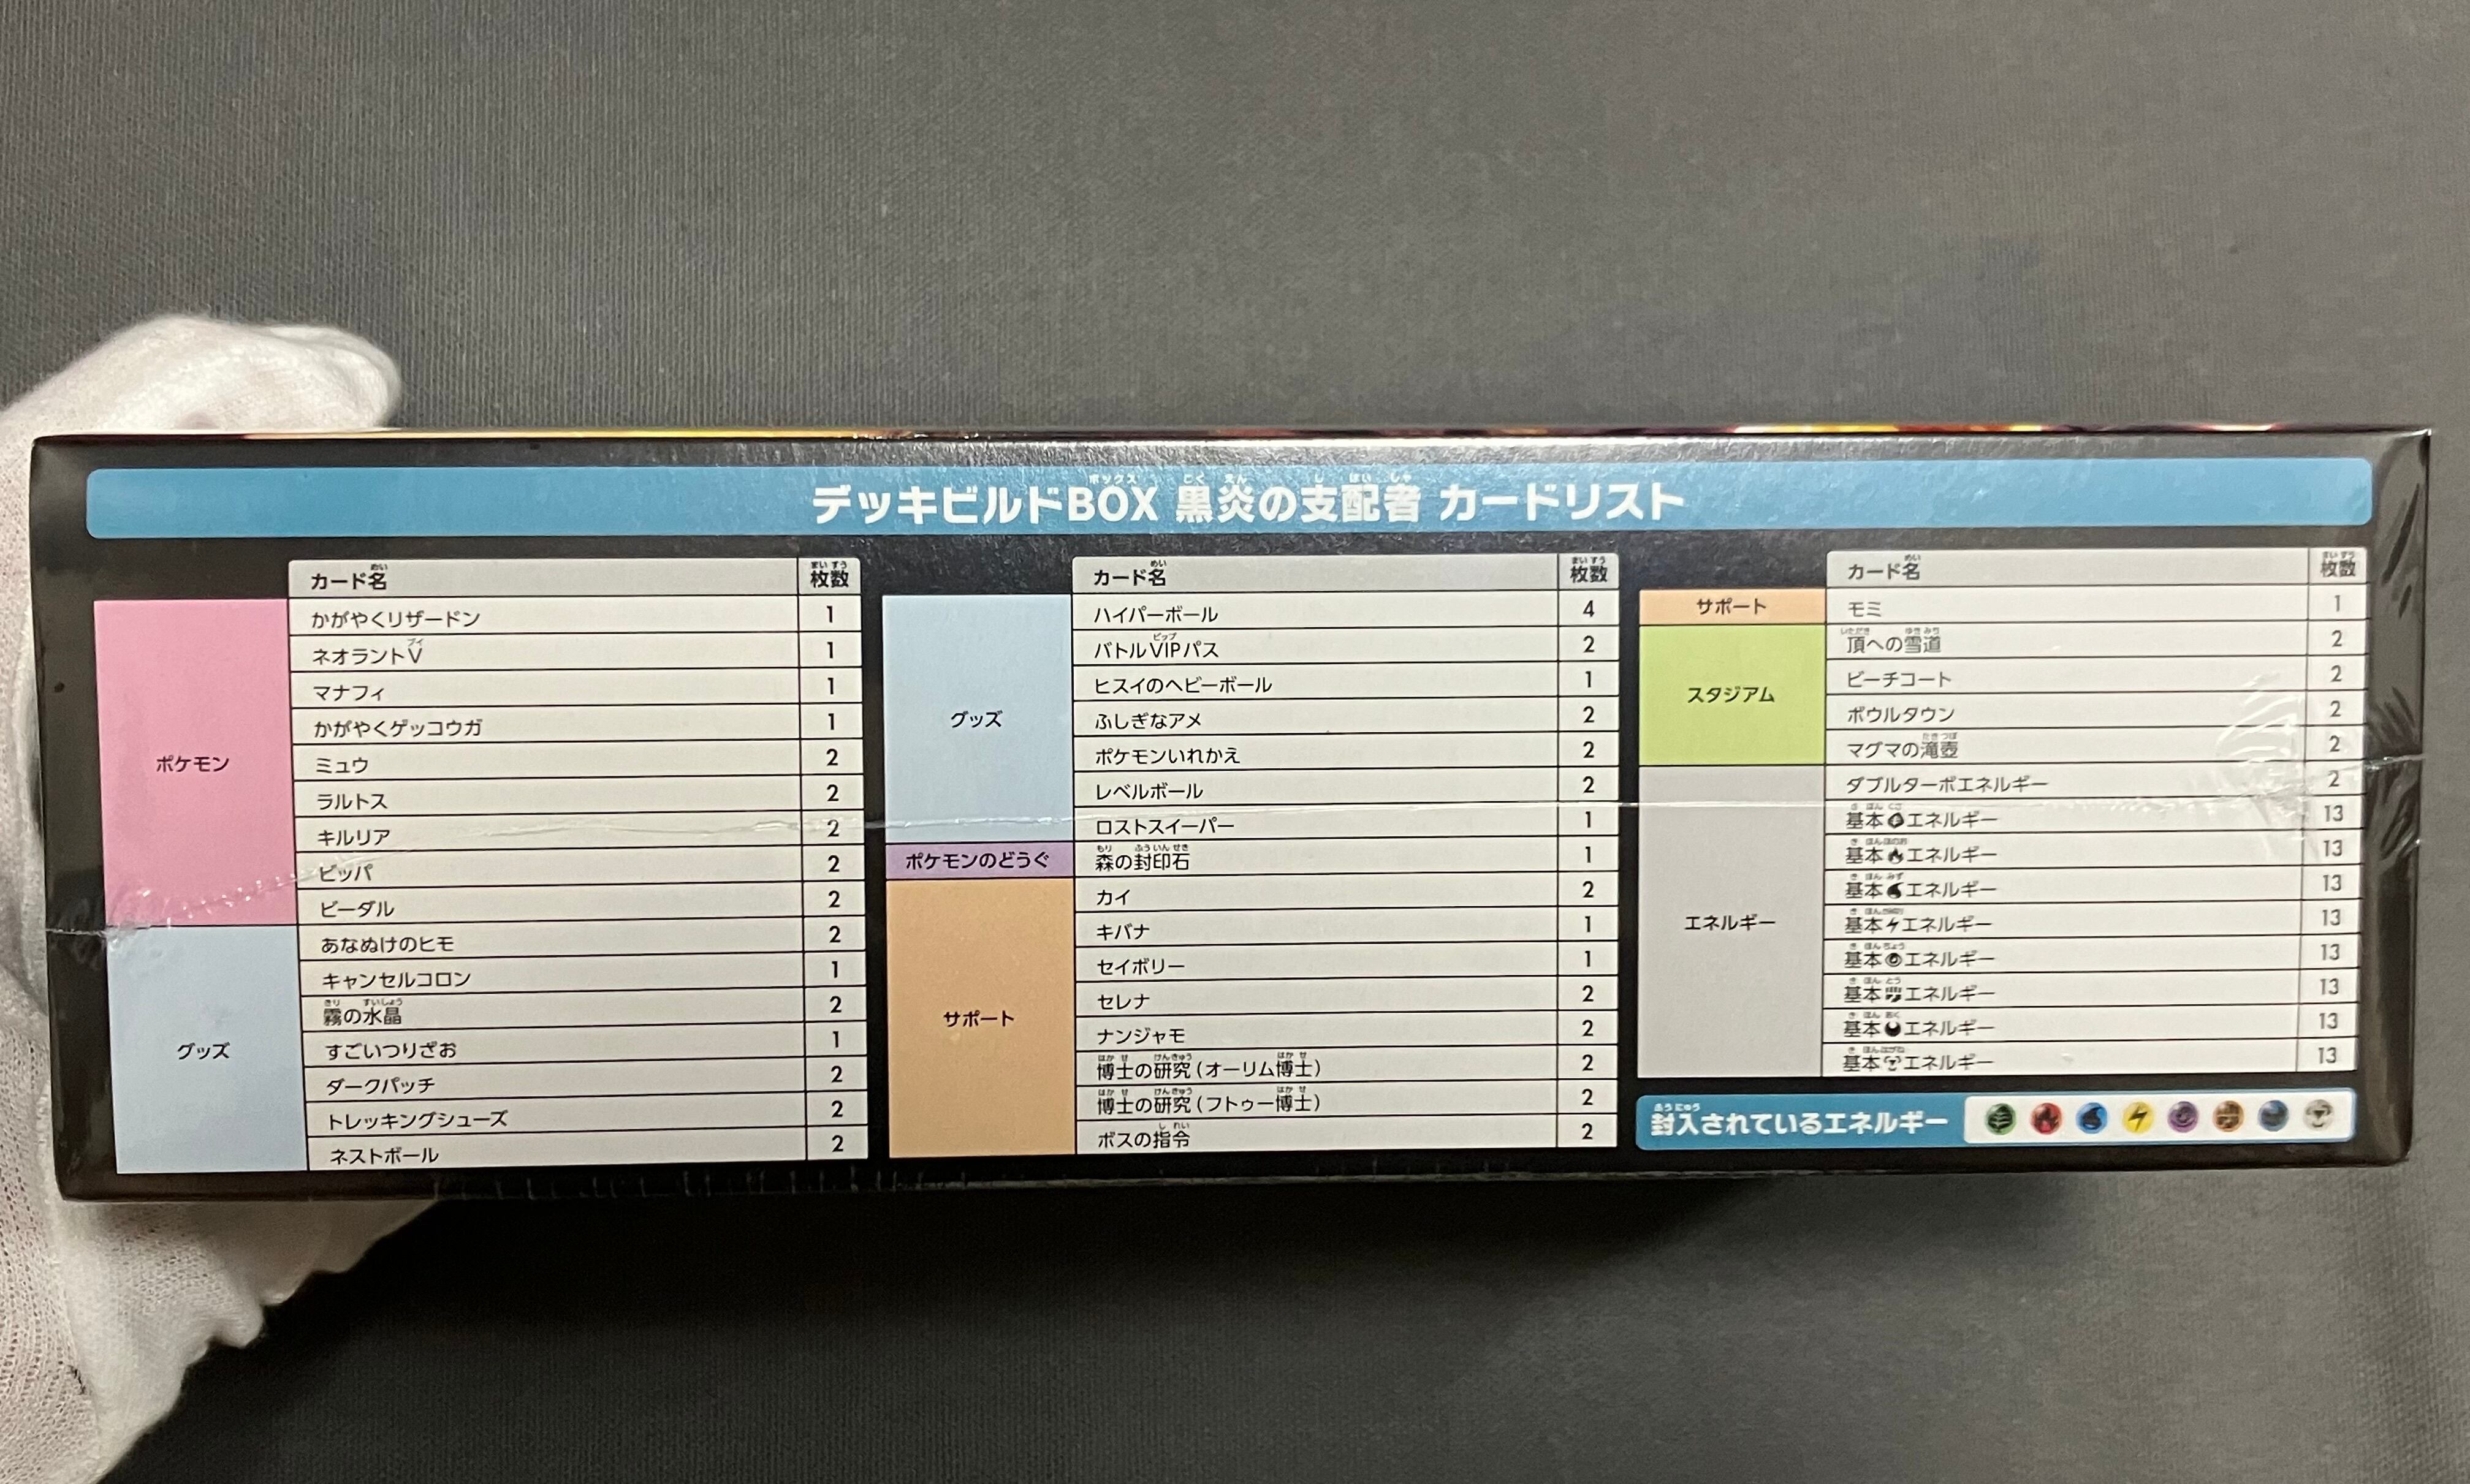 デッキビルドBOX 黒炎の支配者 カードリスト
カード名 枚数
ポケモン
かがやくリザードン 1
ネオラントV 1
マナフィ 1
かがやくゲッコウガ 1
ミュウ 2
ラルトス 2
キルリア 2
ビッパ 2
ビーダル 2
グッズ
あなぬけのヒモ 2
キャンセルコロン 1
霧の水晶 2
すごいつりざお 1
ダークパッチ 2
トレッキングシューズ 2
ネストボール 2
カード名 枚数
グッズ
ハイパーボール 4
バトルVIPパス 2
ヒスイのヘビーボール 1
ふしぎなアメ 2
ポケモンいれかえ 2
レベルボール 2
ロストスイーパー 1
ポケモンのどうぐ
森の封印石 1
サポート
カイ 2
キバナ 1
セイボリー 1
セレナ 2
ナンジャモ 2
博士の研究(オーリム博士) 2
博士の研究(フトゥー博士) 2
ボスの指令 2
カード名 枚数
サポート
モミ 1
スタジアム
頂への雪道 2
ビーチコート 2
ボウルタウン 2
マグマの滝壺 2
エネルギー
ダブルターボエネルギー 2
基本エネルギー 13
基本エネルギー 13
基本エネルギー 13
基本エネルギー 13
基本エネルギー 13
基本エネルギー 13
基本エネルギー 13
基本エネルギー 13
封入されているエネルギー